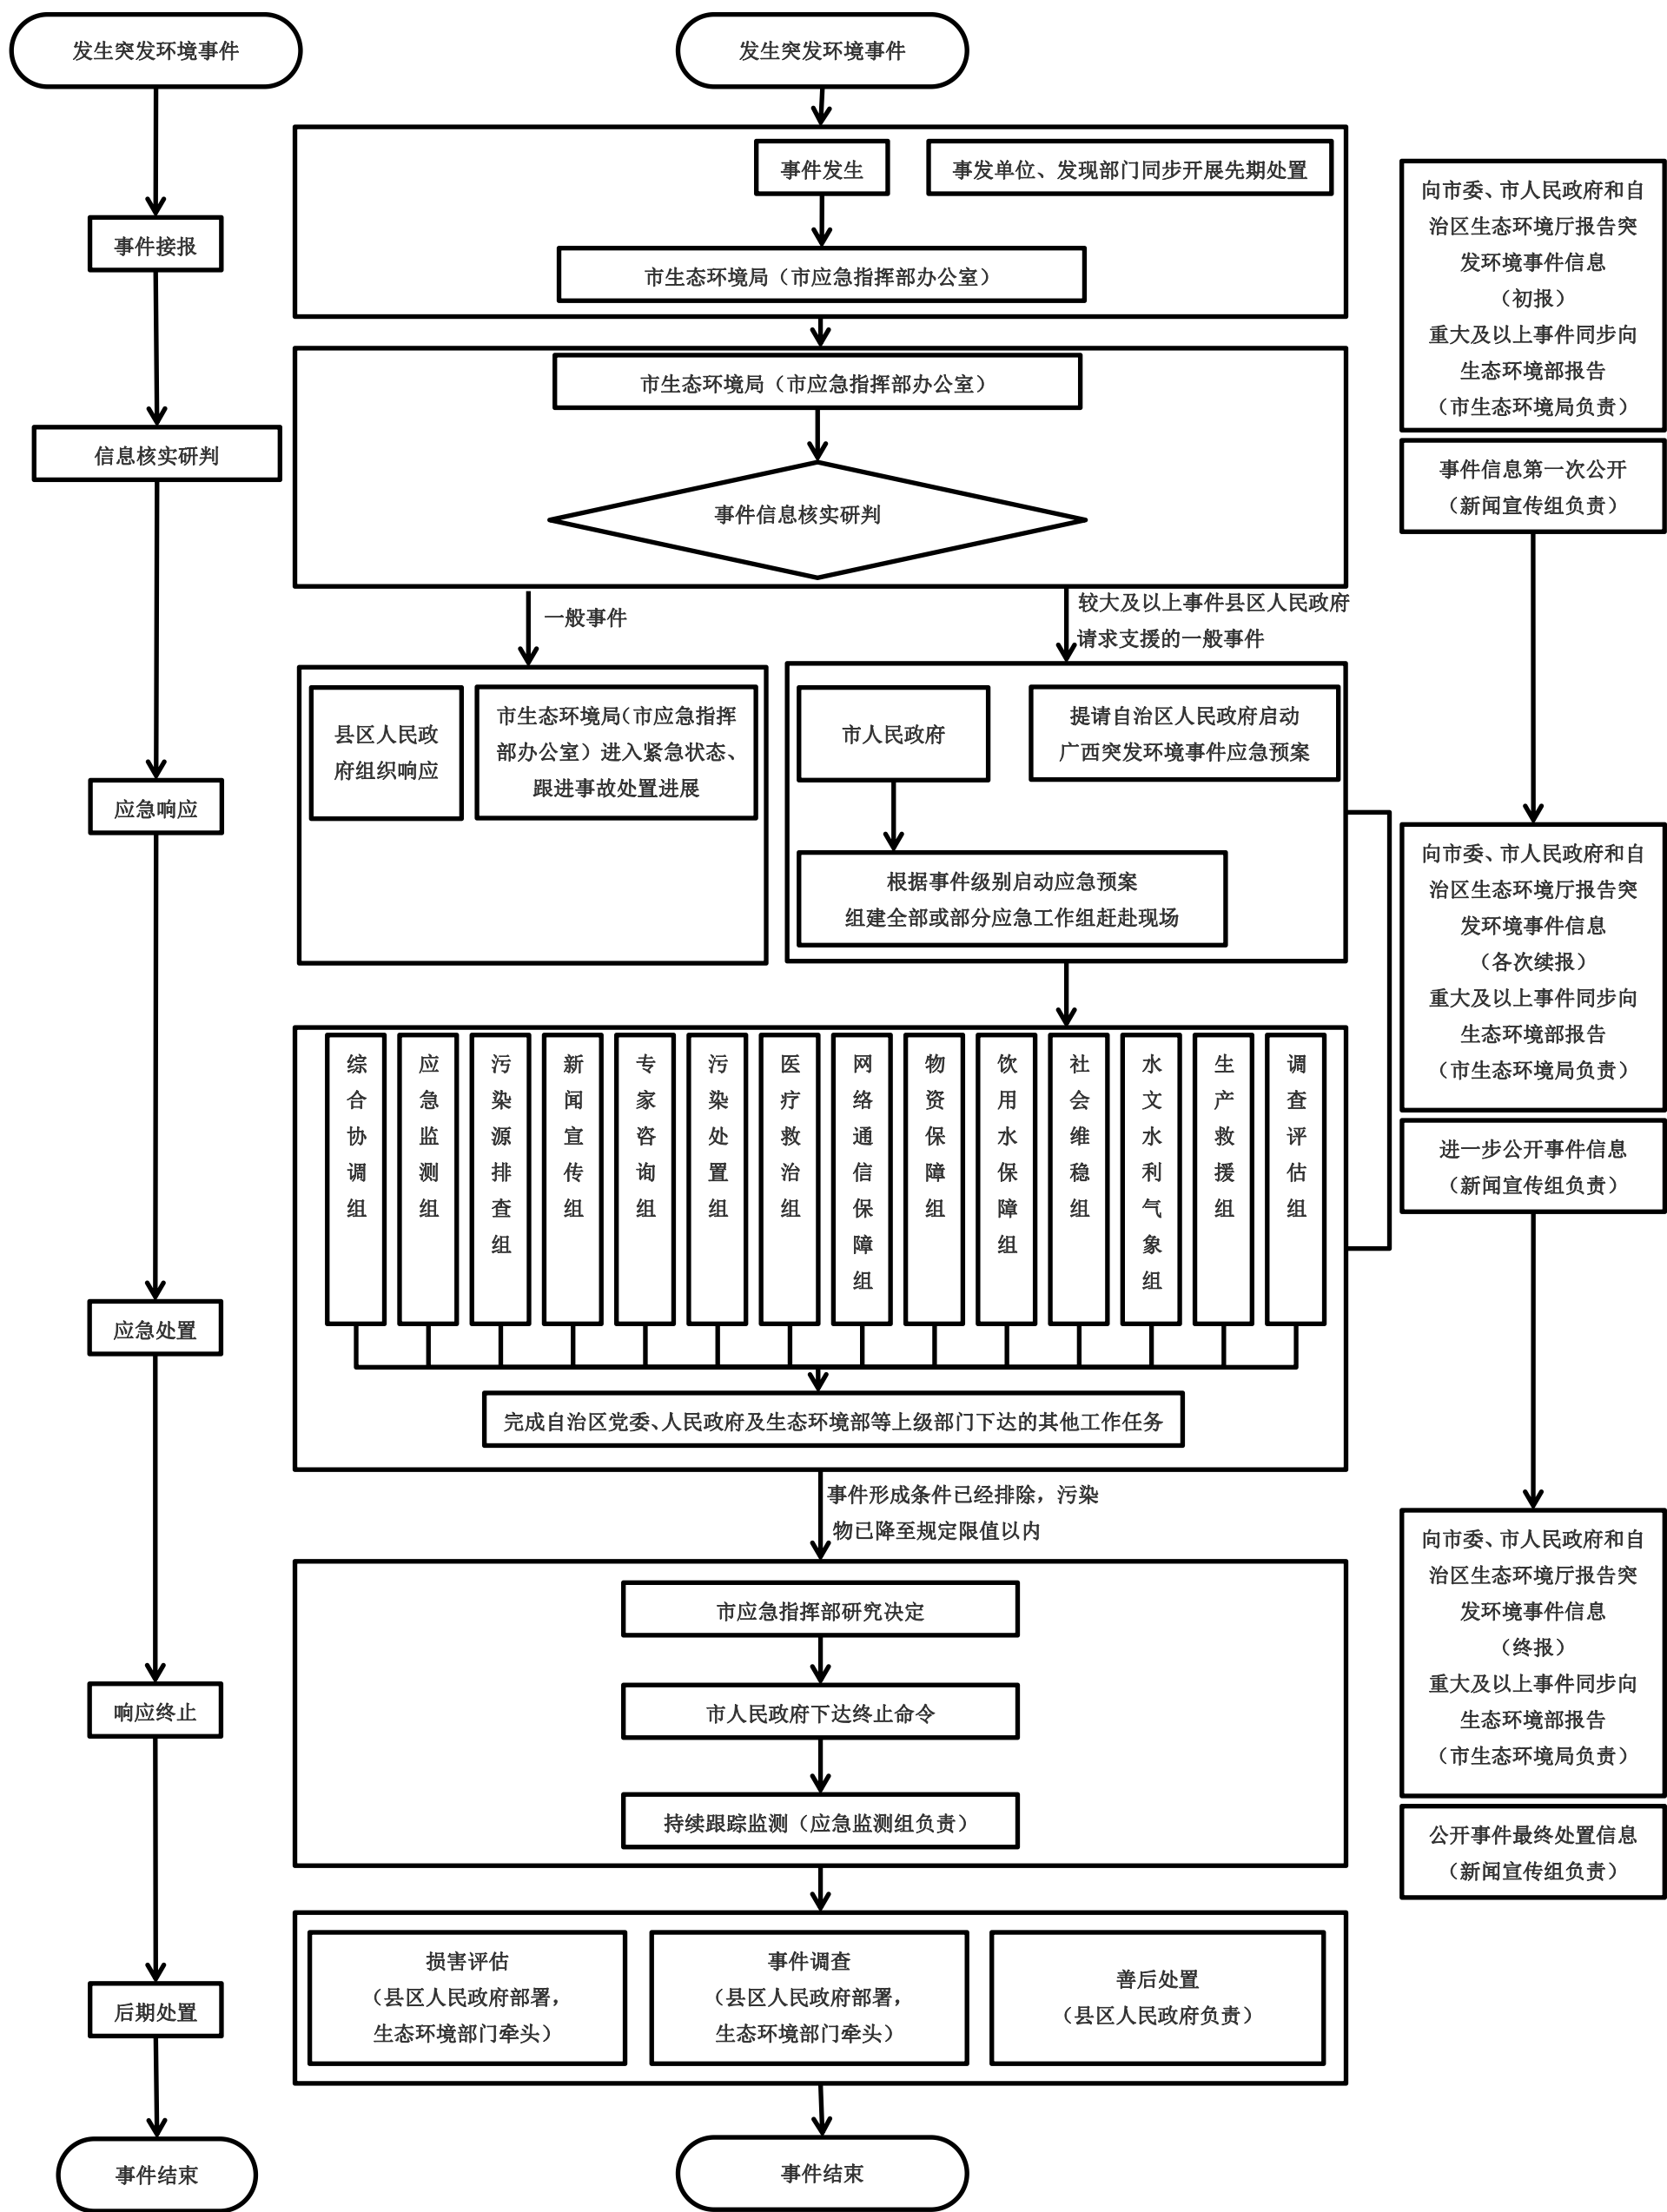 发生突发环境事件
事件接报
信息核实研判
应急响应
应急处置
响应终止
后期处置
事件结束
发生突发环境事件
事件发生
事发单位、发现部门同步开展先期处置
市生态环境局（市应急指挥部办公室）
市生态环境局（市应急指挥部办公室）
事件信息核实研判
一般事件
较大及以上事件县区人民政府
请求支援的一般事件
县区人民政
府组织响应
市生态环境局（市应急指挥
部办公室）进入紧急状态、
跟进事故处置进展
市人民政府
提请自治区人民政府启动
广西突发环境事件应急预案
根据事件级别启动应急预案
组建全部或部分应急工作组赶赴现场
综合协调组
应急监测组
污染源排查组
新闻宣传组
专家咨询组
污染处置组
医疗救治组
网络通信保障组
物资保障组
饮用水保障组
社会维稳组
水文水利气象组
生产救援组
调查评估组
完成自治区党委、人民政府及生态环境部等上级部门下达的其他工作任务
事件形成条件已经排除，污染
物已降至规定限值以内
市应急指挥部研究决定
市人民政府下达终止命令
持续跟踪监测（应急监测组负责）
损害评估
（县区人民政府部署，
生态环境部门牵头）
事件调查
（县区人民政府部署，
生态环境部门牵头）
善后处置
（县区人民政府负责）
事件结束
向市委、市人民政府和自
治区生态环境厅报告突
发环境事件信息
（初报）
重大及以上事件同步向
生态环境部报告
（市生态环境局负责）
事件信息第一次公开
（新闻宣传组负责）
向市委、市人民政府和自
治区生态环境厅报告突
发环境事件信息
（各次续报）
重大及以上事件同步向
生态环境部报告
（市生态环境局负责）
进一步公开事件信息
（新闻宣传组负责）
向市委、市人民政府和自
治区生态环境厅报告突
发环境事件信息
（终报）
重大及以上事件同步向
生态环境部报告
（市生态环境局负责）
公开事件最终处置信息
（新闻宣传组负责）